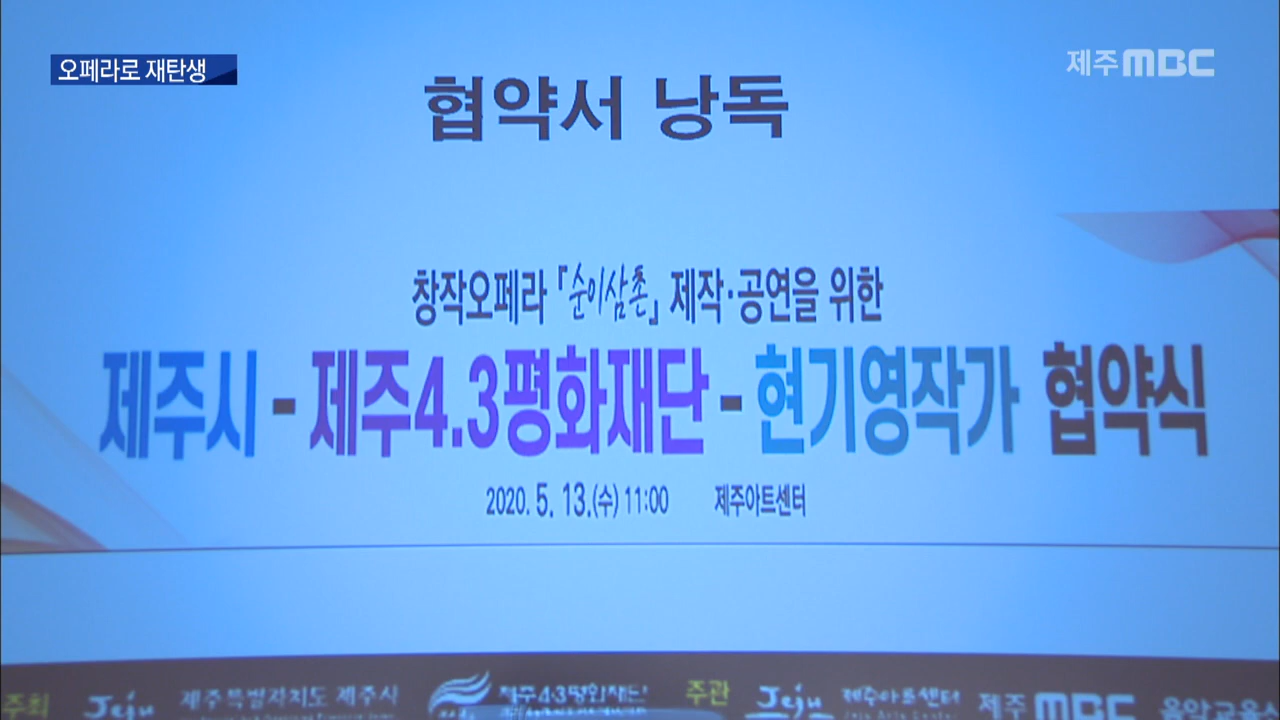 오페라로 재탄생
제주MBC
협약서 낭독
창작오페라『순이삼촌』제작·공연을 위한
제주시 - 제주4.3평화재단 - 현기영작가 협약식
2020. 5. 13.(수) 11:00 제주아트센터
주최 Jeju 제주특별자치도 제주시 제주4·3평화재단 주관 Jeju 제주아트센터 제주MBC